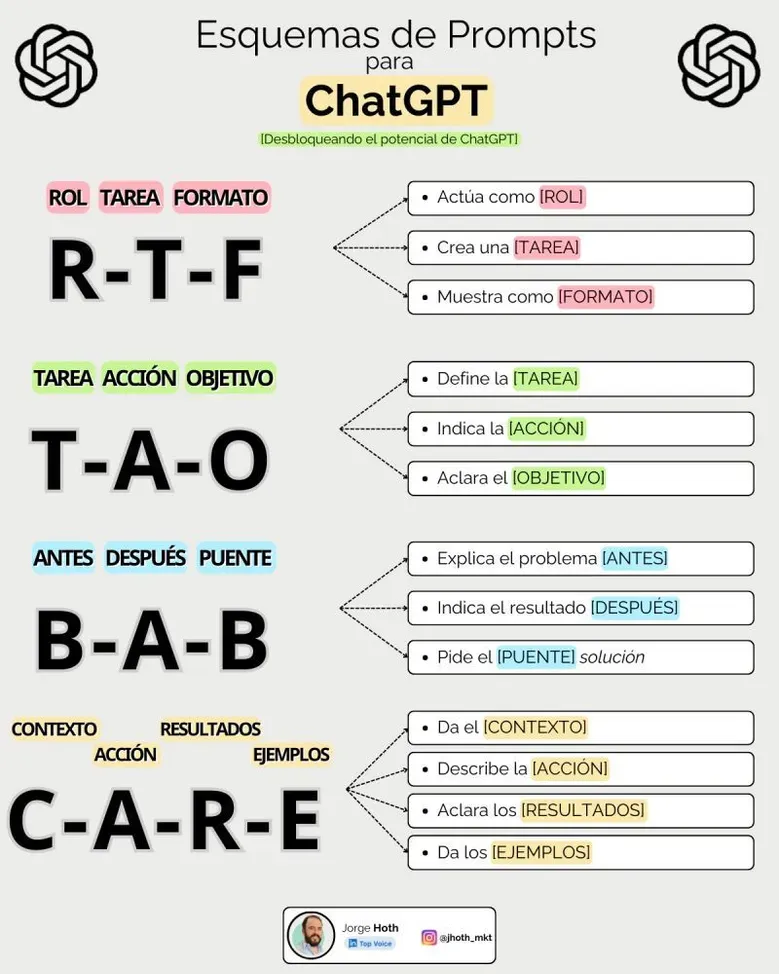 Esquemas de Prompts
para
ChatGPT
[Desbloqueando el potencial de ChatGPT]
ROL TAREA FORMATO
R-T-F
• Actúa como [ROL]
• Crea una [TAREA]
• Muestra como [FORMATO]
TAREA ACCIÓN OBJETIVO
T-A-O
• Define la [TAREA]
• Indica la [ACCIÓN]
• Aclara el [OBJETIVO]
ANTES DESPUÉS PUENTE
B-A-B
• Explica el problema [ANTES]
• Indica el resultado [DESPUÉS]
• Pide el [PUENTE] solución
CONTEXTO RESULTADOS
ACCIÓN EJEMPLOS
C-A-R-E
• Da el [CONTEXTO]
• Describe la [ACCIÓN]
• Aclara los [RESULTADOS]
• Da los [EJEMPLOS]
Jorge Hoth
in Top Voice
@jhoth_mkt